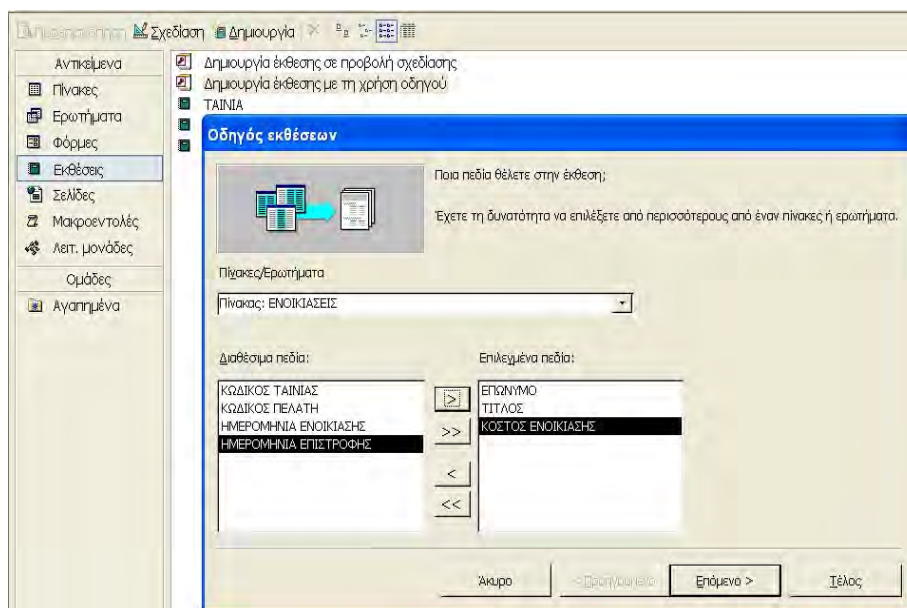 Σχεδίαση Δημιουργία
Αντικείμενα
Πίνακες
Ερωτήματα
Φόρμες
Εκθέσεις
Σελίδες
Μακροεντολές
Λειτ. μονάδες
Ομάδες
Αγαπημένα
Δημιουργία έκθεσης σε προβολή σχεδίασης
Δημιουργία έκθεσης με τη χρήση οδηγού
ΤΑΙΝΙΑ
Οδηγός εκθέσεων
Ποια πεδία θέλετε στην έκθεση;
Έχετε τη δυνατότητα να επιλέξετε από περισσότερους από έναν πίνακες ή ερωτήματα.
Πίνακες/Ερωτήματα
Πίνακας: ΕΝΟΙΚΙΑΣΕΙΣ
Διαθέσιμα πεδία:
ΚΩΔΙΚΟΣ ΤΑΙΝΙΑΣ
ΚΩΔΙΚΟΣ ΠΕΛΑΤΗ
ΗΜΕΡΟΜΗΝΙΑ ΕΝΟΙΚΙΑΣΗΣ
ΗΜΕΡΟΜΗΝΙΑ ΕΠΙΣΤΡΟΦΗΣ
>
>>
<
<<
Επιλεγμένα πεδία:
ΕΠΩΝΥΜΟ
ΤΙΤΛΟΣ
ΚΟΣΤΟΣ ΕΝΟΙΚΙΑΣΗΣ
Άκυρο < Προηγούμενο Επόμενο > Τέλος